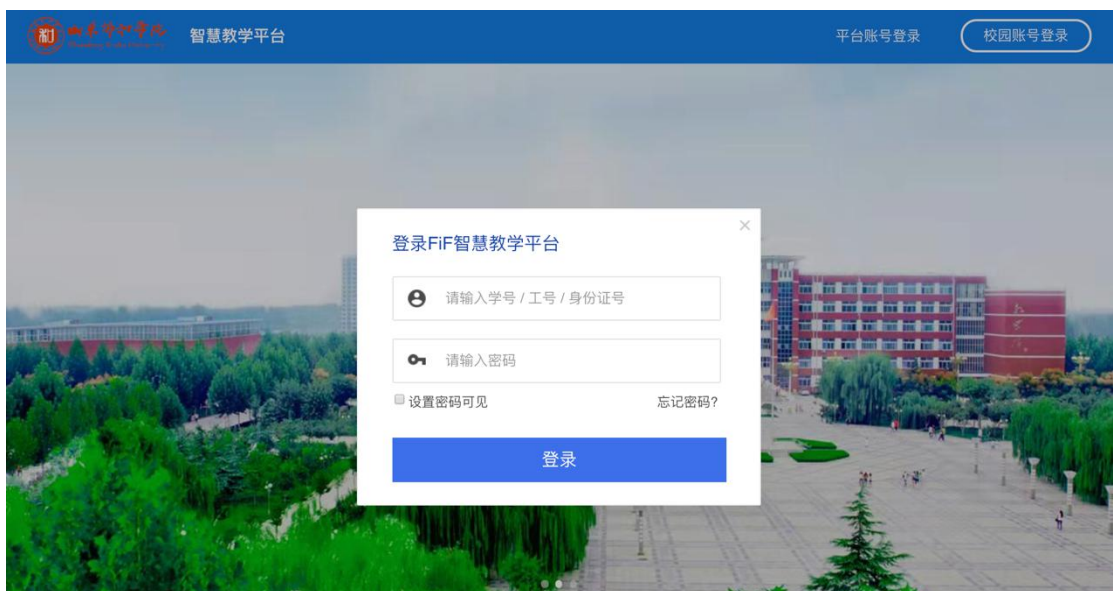 智慧教学平台
平台账号登录
校园账号登录
登录FiF智慧教学平台
请输入学号 / 工号 / 身份证号
请输入密码
设置密码可见
忘记密码?
登录